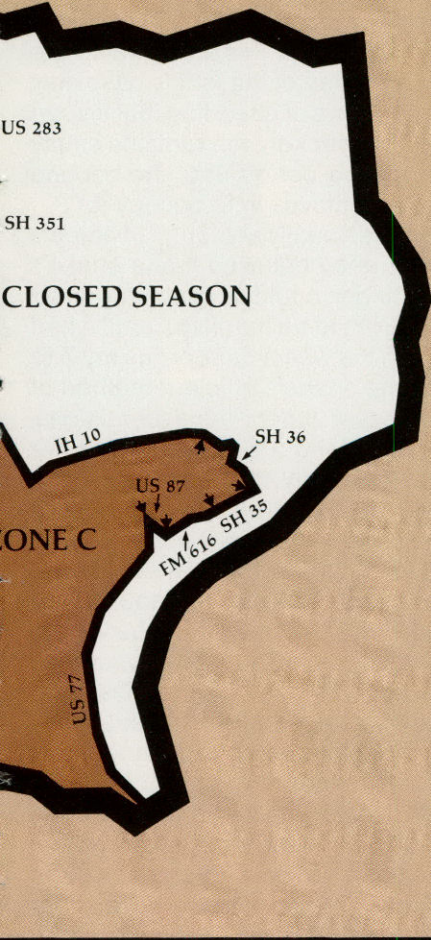 US 283
SH 351
CLOSED SEASON
IH 10
SH 36
US 87
ZONE C
SH 35
FM 616
US 77